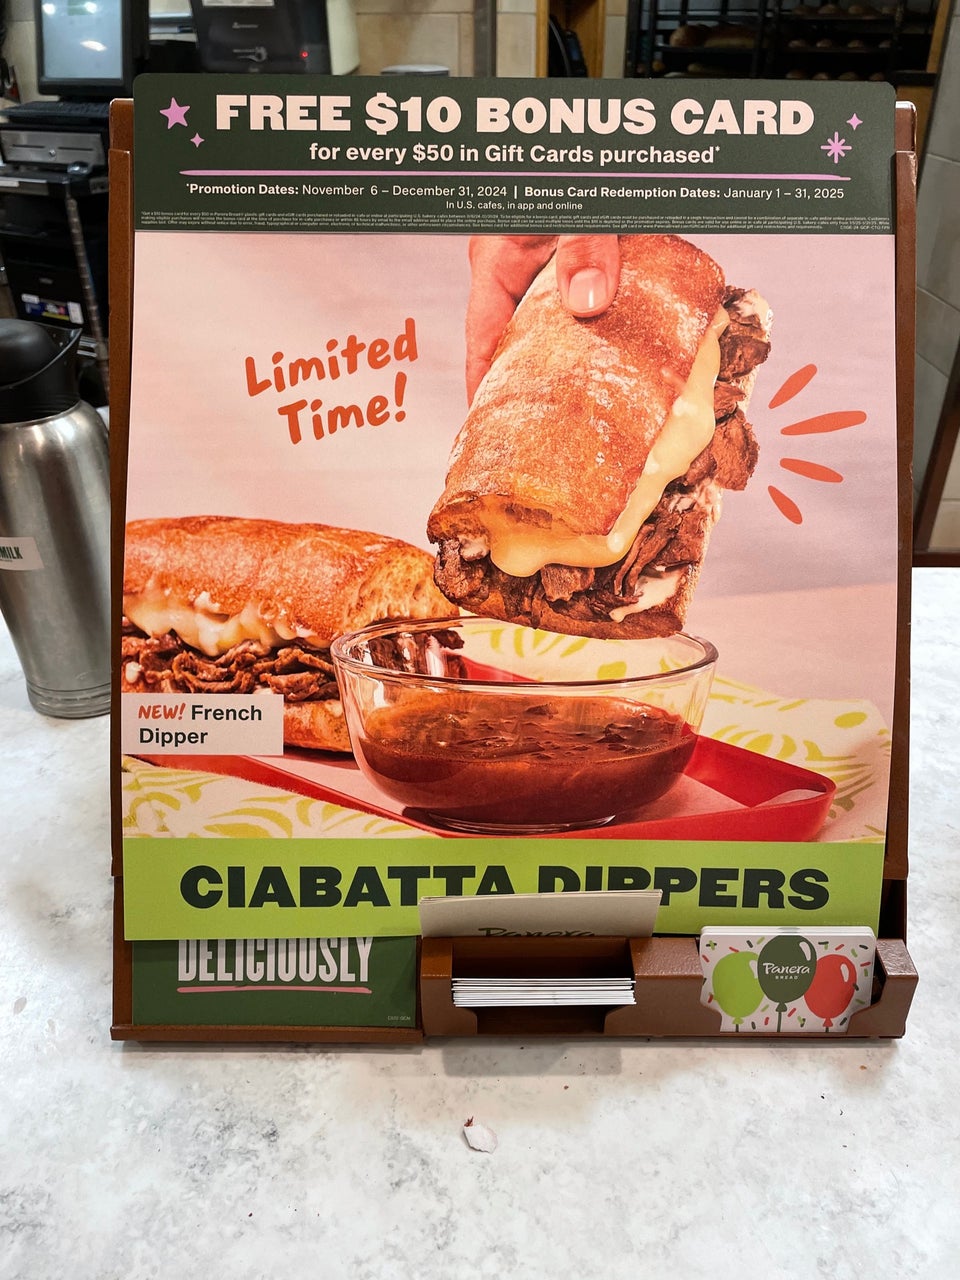 FREE $10 BONUS CARD
for every $50 in Gift Cards purchased*
*Promotion Dates: November 6 – December 31, 2024 | Bonus Card Redemption Dates: January 1 – 31, 2025
In U.S. cafes, in app and online
Limited
Time!
NEW! French
Dipper
CIABATTA DIPPERS
DELICIOUSLY
Panera
Panera
BREAD
MILK